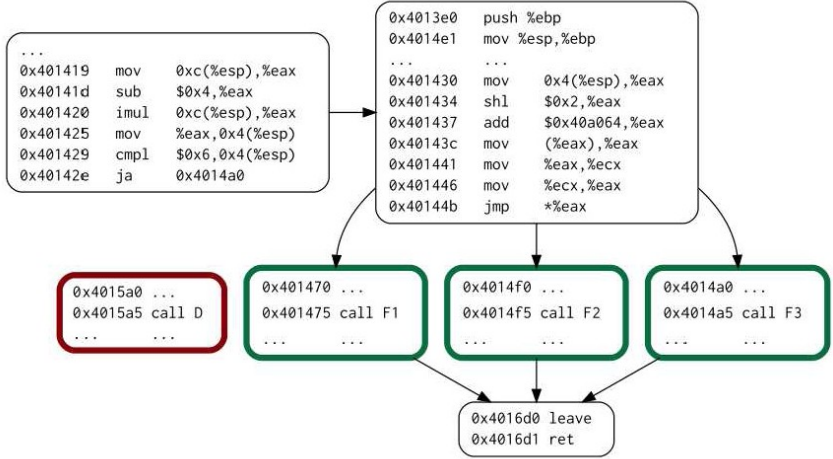 ...
0x401419 mov 0xc(%esp),%eax
0x40141d sub $0x4,%eax
0x401420 imul 0xc(%esp),%eax
0x401425 mov %eax,0x4(%esp)
0x401429 cmpl $0x6,0x4(%esp)
0x40142e ja 0x4014a0
0x4013e0 push %ebp
0x4014e1 mov %esp,%ebp
... ...
0x401430 mov 0x4(%esp),%eax
0x401434 shl $0x2,%eax
0x401437 add $0x40a064,%eax
0x40143c mov (%eax),%eax
0x401441 mov %eax,%ecx
0x401446 mov %ecx,%eax
0x40144b jmp *%eax
0x4015a0 ...
0x4015a5 call D
... ...
0x401470 ...
0x401475 call F1
... ...
0x4014f0 ...
0x4014f5 call F2
... ...
0x4014a0 ...
0x4014a5 call F3
... ...
0x4016d0 leave
0x4016d1 ret